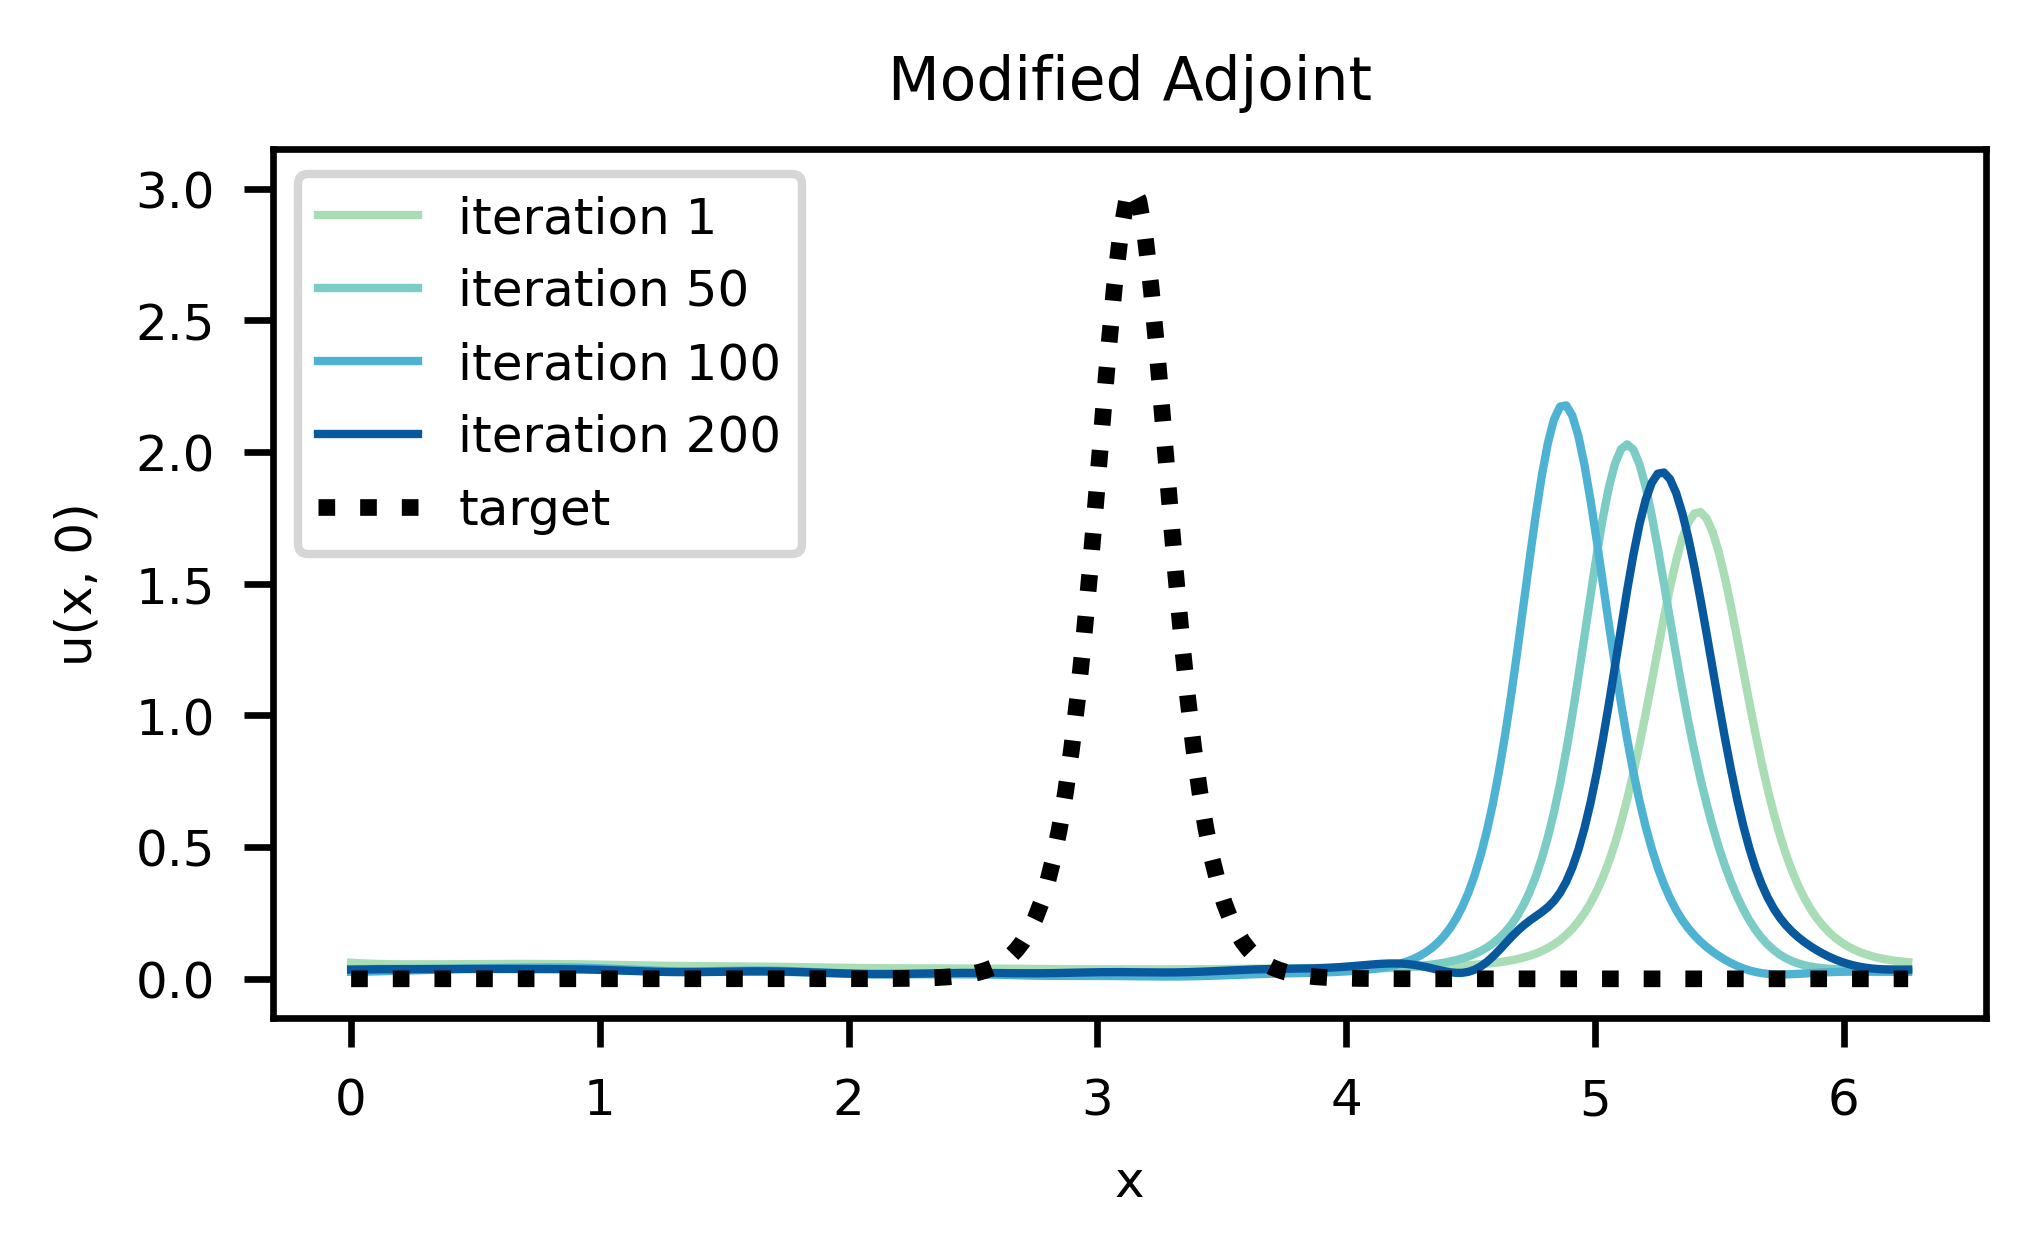 Modified Adjoint
3.0
2.5
2.0
1.5
1.0
0.5
0.0
u(x, 0)
iteration 1
iteration 50
iteration 100
iteration 200
target
0 1 2 3 4 5 6
x